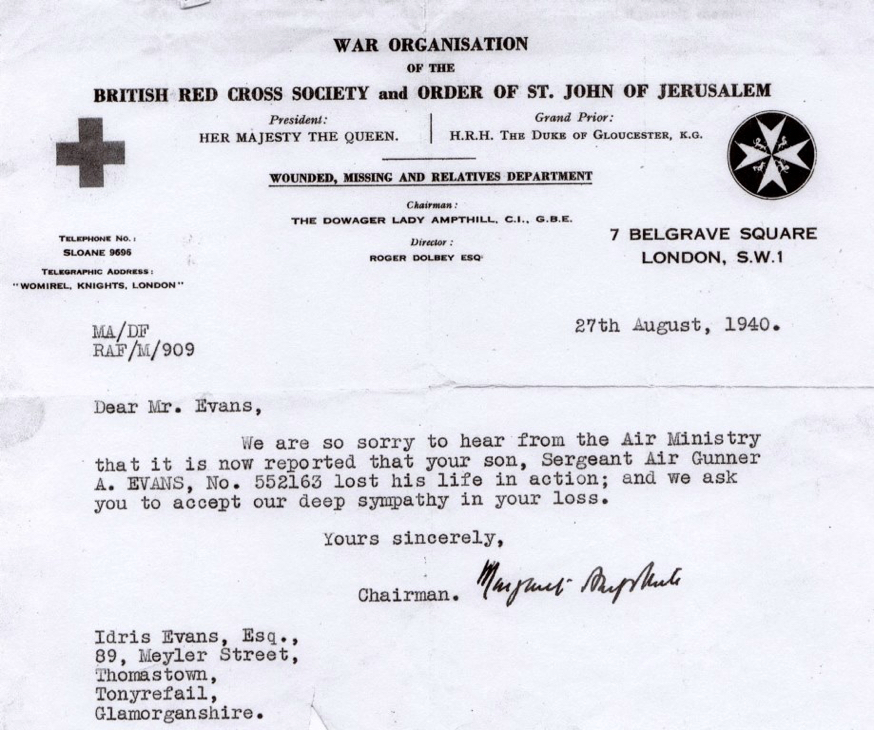 WAR ORGANISATION
OF THE
BRITISH RED CROSS SOCIETY and ORDER OF ST. JOHN OF JERUSALEM
President:
HER MAJESTY THE QUEEN.
Grand Prior:
H.R.H. THE DUKE OF GLOUCESTER, K.G.
WOUNDED, MISSING AND RELATIVES DEPARTMENT
Chairman:
THE DOWAGER LADY AMPTHILL, C.I., G.B.E.
Director:
ROGER DOLBEY ESQ
TELEPHONE NO.:
SLOANE 9696
TELEGRAPHIC ADDRESS:
"WOMIREL, KNIGHTS, LONDON"
7 BELGRAVE SQUARE
LONDON, S.W.1
MA/DF
RAF/M/909
27th August, 1940.
Dear Mr. Evans,
We are so sorry to hear from the Air Ministry
that it is now reported that your son, Sergeant Air Gunner
A. EVANS, No. 552163 lost his life in action; and we ask
you to accept our deep sympathy in your loss.
Yours sincerely,
Chairman. Margaret Ampthill
Idris Evans, Esq.,
89, Meyler Street,
Thomastown,
Tonyrefail,
Glamorganshire.